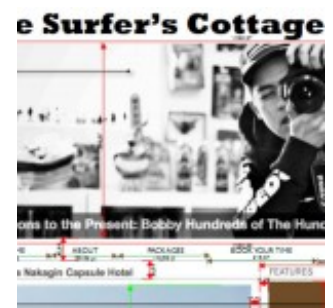 e Surfer's Cottage
ons to the Present: Bobby Hundreds of The Hund
ABOUT PACKAGES BOOK YOUR TIME
Nakagin Capsule Hotel
FEATURES